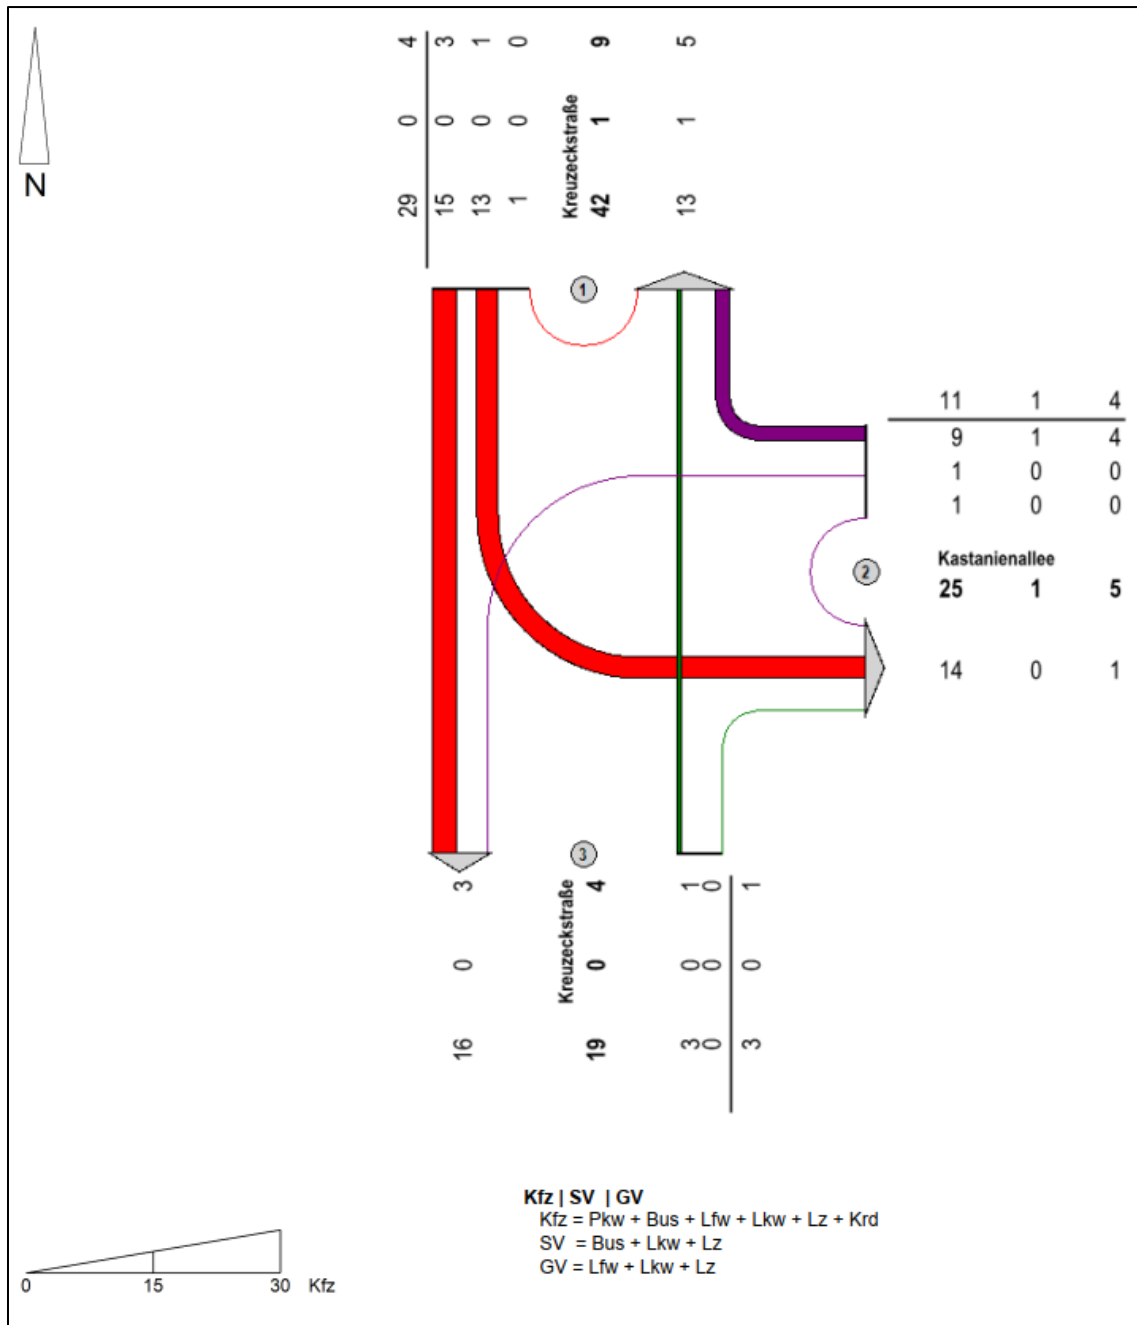 4 3 1 0 9 5
0 0 0 0 1 1
29 15 13 1 42 13
Kreuzeckstraße
N
1
11 1 4
9 1 4
1 0 0
1 0 0
Kastanienallee
2
25 1 5
14 0 1
3
3 4 1 0 1
Kreuzeckstraße
0 0 0 0 0
16 19 3 0 3
Kfz | SV | GV
Kfz = Pkw + Bus + Lfw + Lkw + Lz + Krd
SV = Bus + Lkw + Lz
GV = Lfw + Lkw + Lz
0 15 30 Kfz